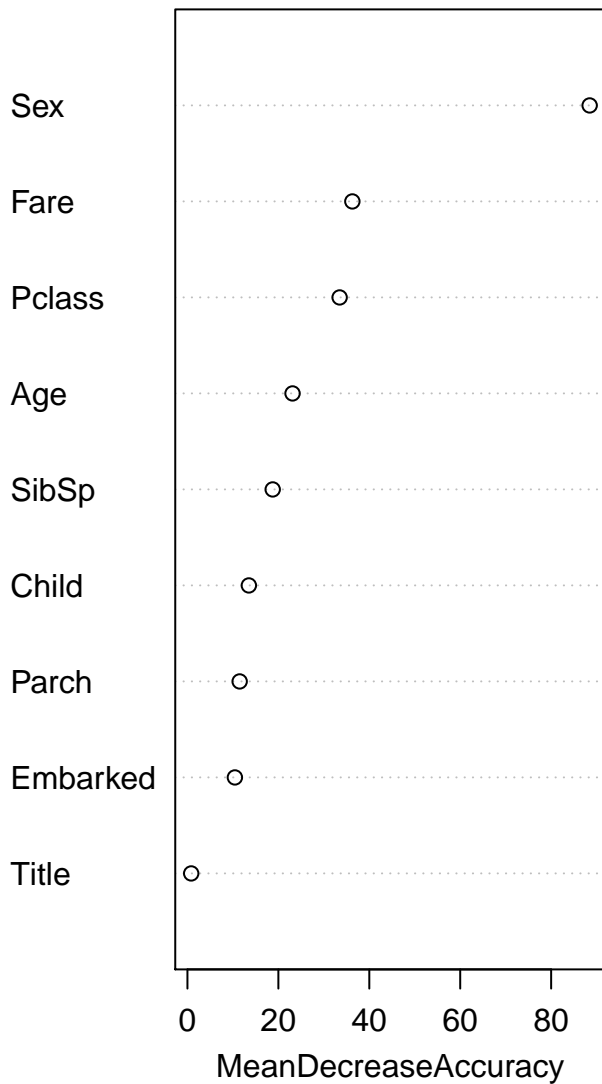 Sex
Fare
Pclass
Age
SibSp
Child
Parch
Embarked
Title
0 20 40 60 80
MeanDecreaseAccuracy